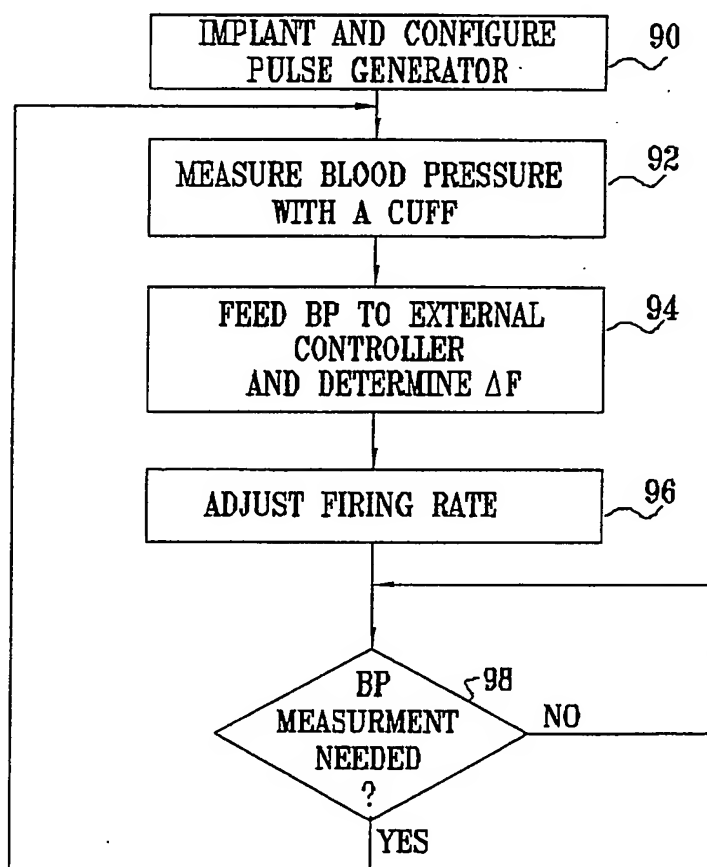 IMPLANT AND CONFIGURE
PULSE GENERATOR
90
MEASURE BLOOD PRESSURE
WITH A CUFF
92
FEED BP TO EXTERNAL
CONTROLLER
AND DETERMINE ΔF
94
ADJUST FIRING RATE
96
BP
MEASURMENT
NEEDED
?
98
NO
YES